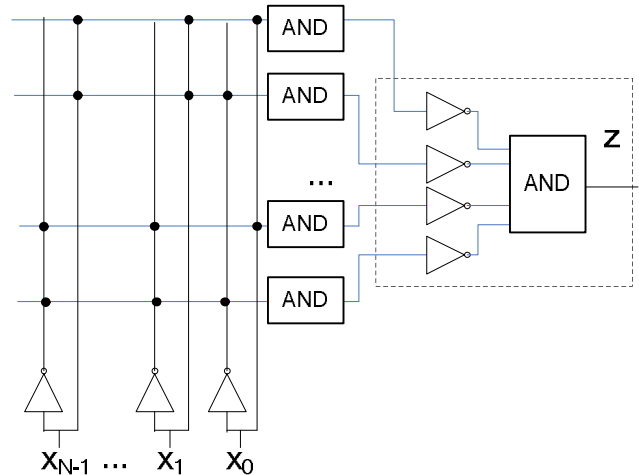 AND
AND
...
AND
AND
AND
Z
X_{N-1} ... X_1 X_0